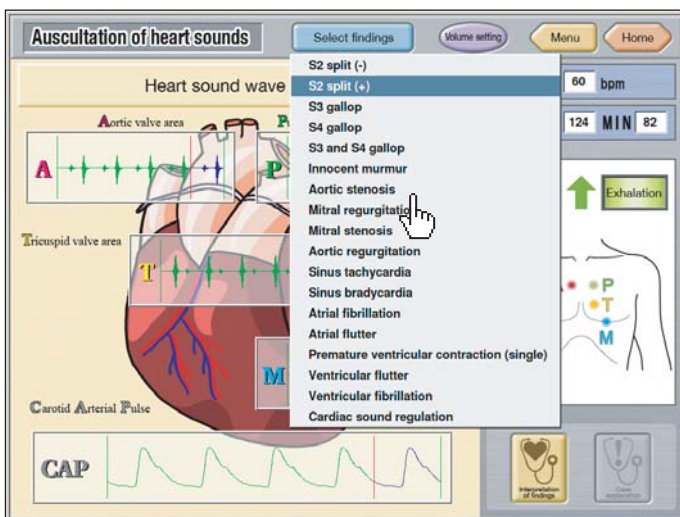 Auscultation of heart sounds
Select findings
Volume setting
Menu
Home
Heart sound wave
60 bpm
124 MIN 82
S2 split (-)
S2 split (+)
S3 gallop
S4 gallop
S3 and S4 gallop
Innocent murmur
Aortic stenosis
Mitral regurgitation
Mitral stenosis
Aortic regurgitation
Sinus tachycardia
Sinus bradycardia
Atrial fibrillation
Atrial flutter
Premature ventricular contraction (single)
Ventricular flutter
Ventricular fibrillation
Cardiac sound regulation
Aortic valve area
A
P
Tricuspid valve area
T
M
Exhalation
P
T
M
Carotid Arterial Pulse
CAP
Interpretation
of findings